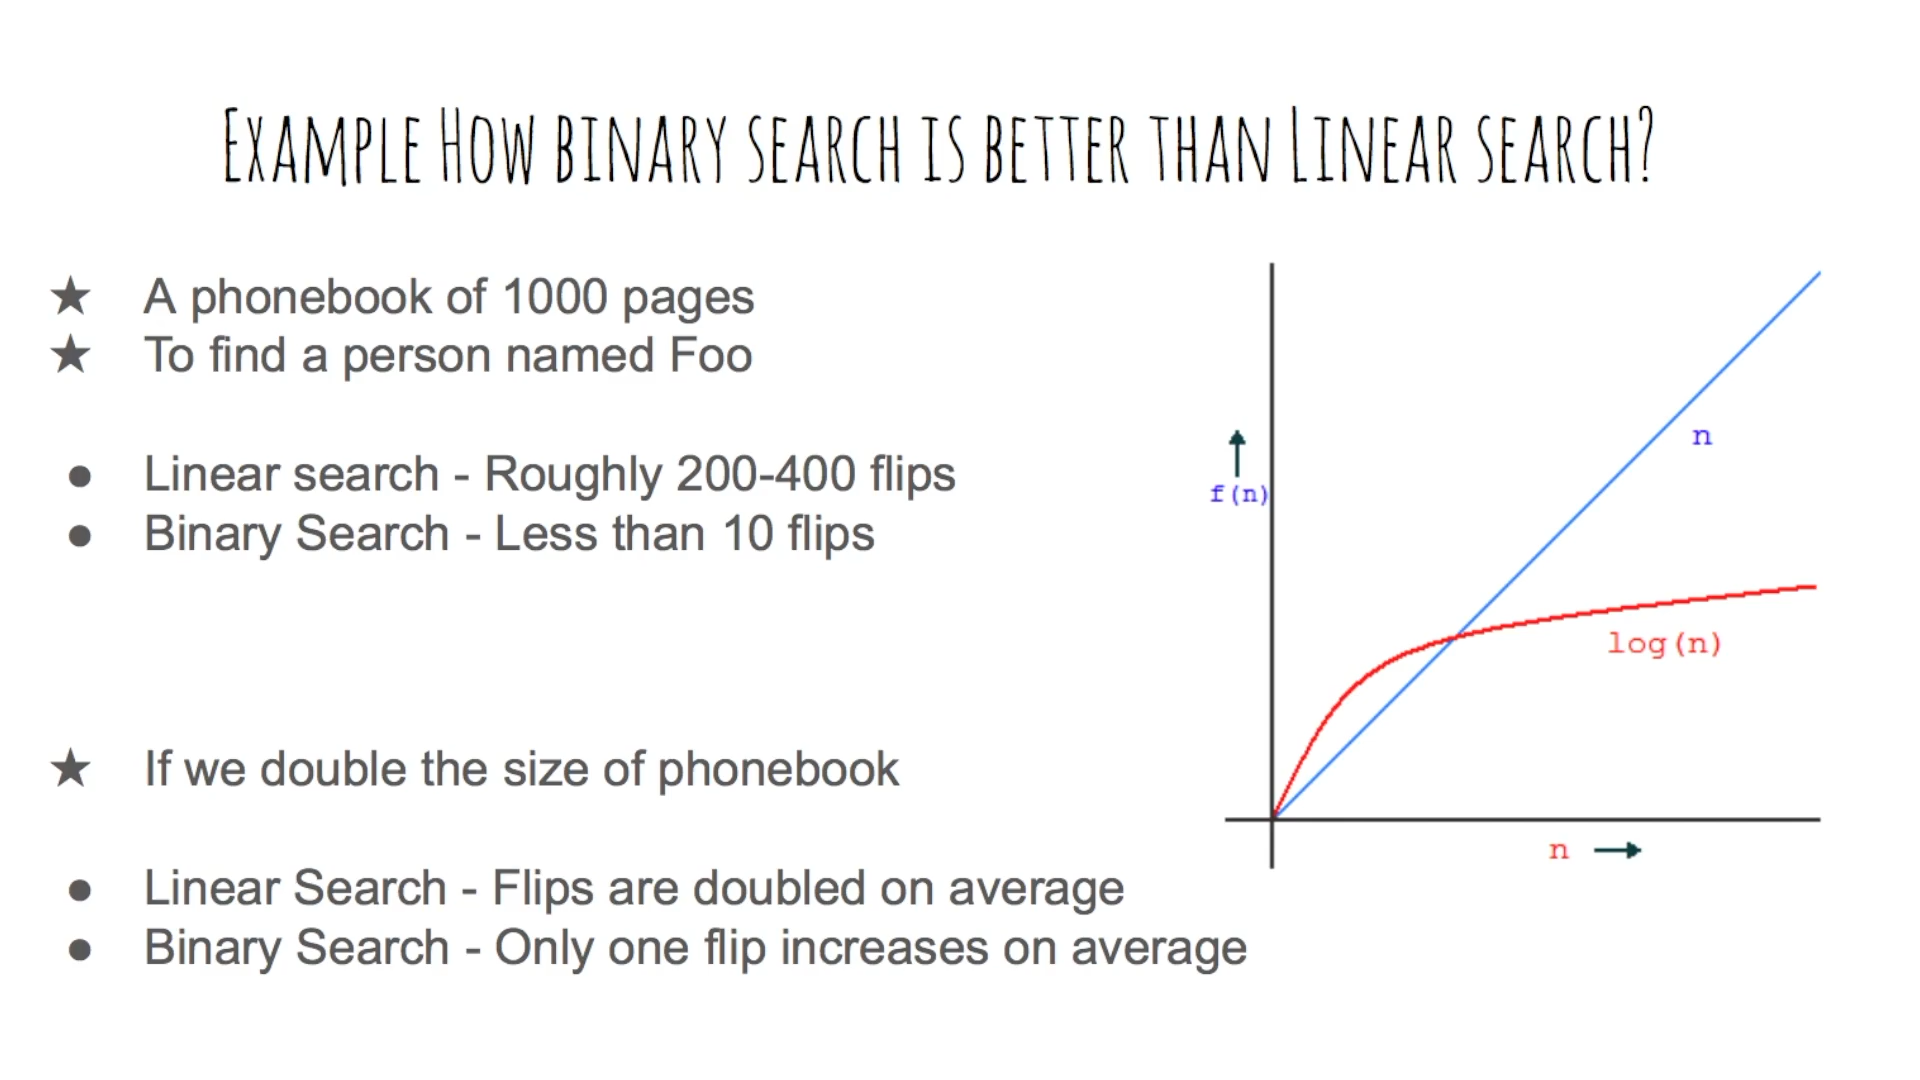 Example How binary search is better than Linear search?
★ A phonebook of 1000 pages
★ To find a person named Foo
● Linear search - Roughly 200-400 flips
● Binary Search - Less than 10 flips
★ If we double the size of phonebook
● Linear Search - Flips are doubled on average
● Binary Search - Only one flip increases on average
n
f(n)
log(n)
n